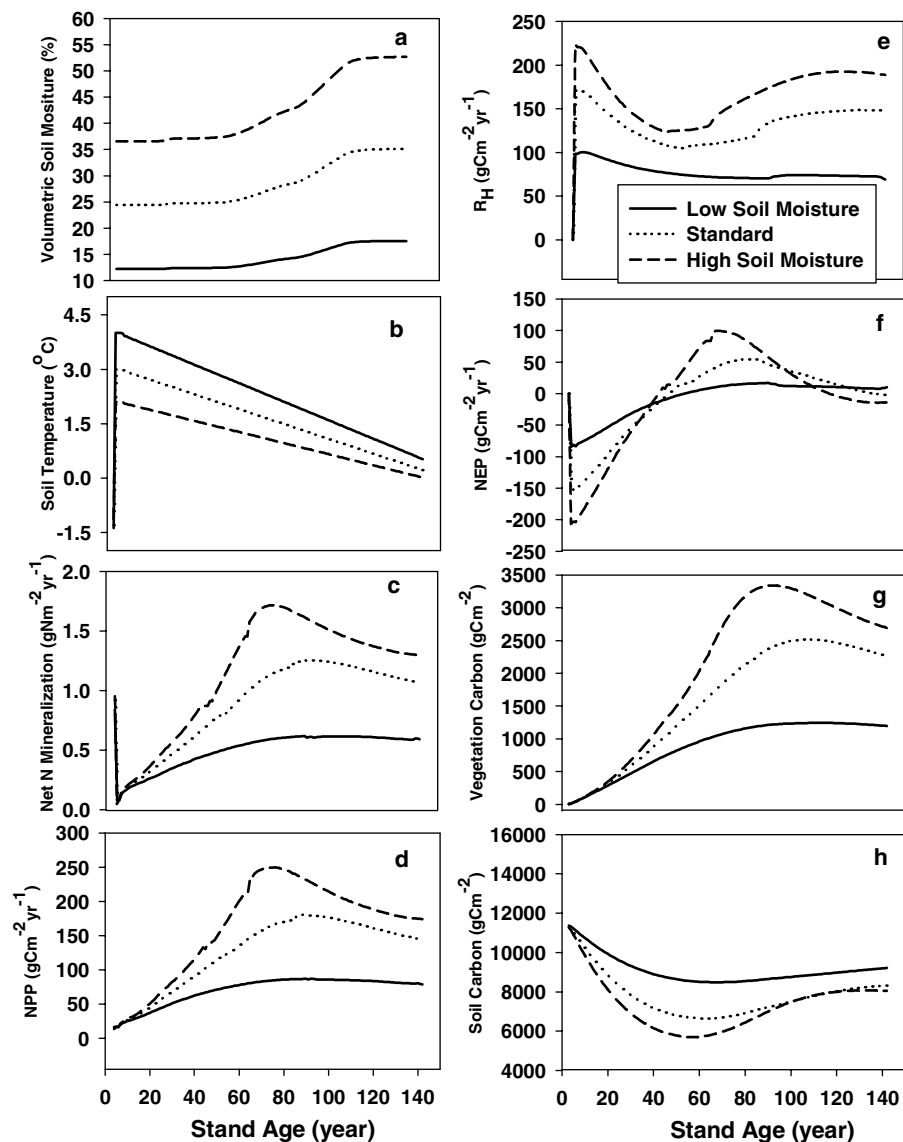 a
Volumetric Soil Mositure (%)
60
55
50
45
40
35
30
25
20
15
10
b
Soil Temperature (°C)
4.5
3.0
1.5
0.0
-1.5
c
Net N Mineralization (gNm-2yr-1)
2.0
1.5
1.0
0.5
0.0
d
NPP (gCm-2yr-1)
300
250
200
150
100
50
0
0 20 40 60 80 100 120 140
Stand Age (year)
e
RH (gCm-2yr-1)
250
200
150
100
50
0
Low Soil Moisture
Standard
High Soil Moisture
f
NEP (gCm-2yr-1)
150
100
50
0
-50
-100
-150
-200
-250
g
Vegetation Carbon (gCm-2)
3500
3000
2500
2000
1500
1000
500
0
h
Soil Carbon (gCm-2)
16000
14000
12000
10000
8000
6000
4000
0 20 40 60 80 100 120 140
Stand Age (year)